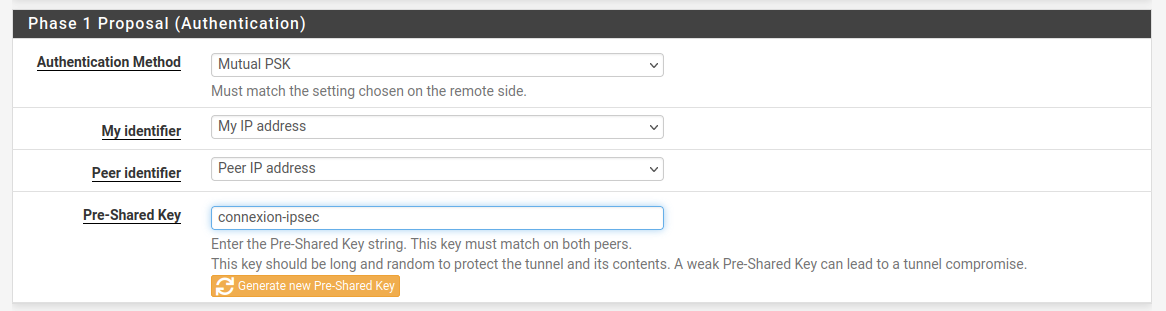 Phase 1 Proposal (Authentication)
Authentication Method
Mutual PSK
Must match the setting chosen on the remote side.
My identifier
My IP address
Peer identifier
Peer IP address
Pre-Shared Key
connexion-ipsec
Enter the Pre-Shared Key string. This key must match on both peers.
This key should be long and random to protect the tunnel and its contents. A weak Pre-Shared Key can lead to a tunnel compromise.
Generate new Pre-Shared Key